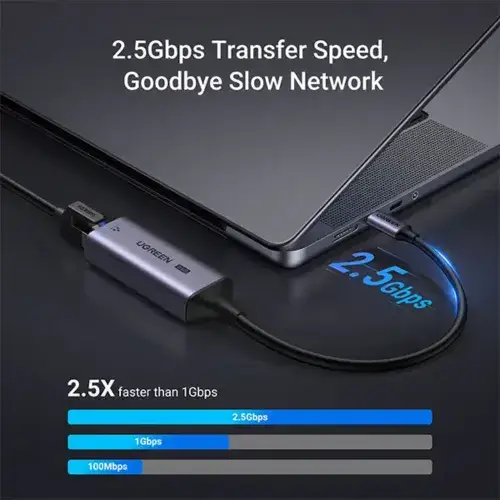 2.5Gbps Transfer Speed,
Goodbye Slow Network
UGREEN
2.5Gbps
2.5X faster than 1Gbps
2.5Gbps
1Gbps
100Mbps